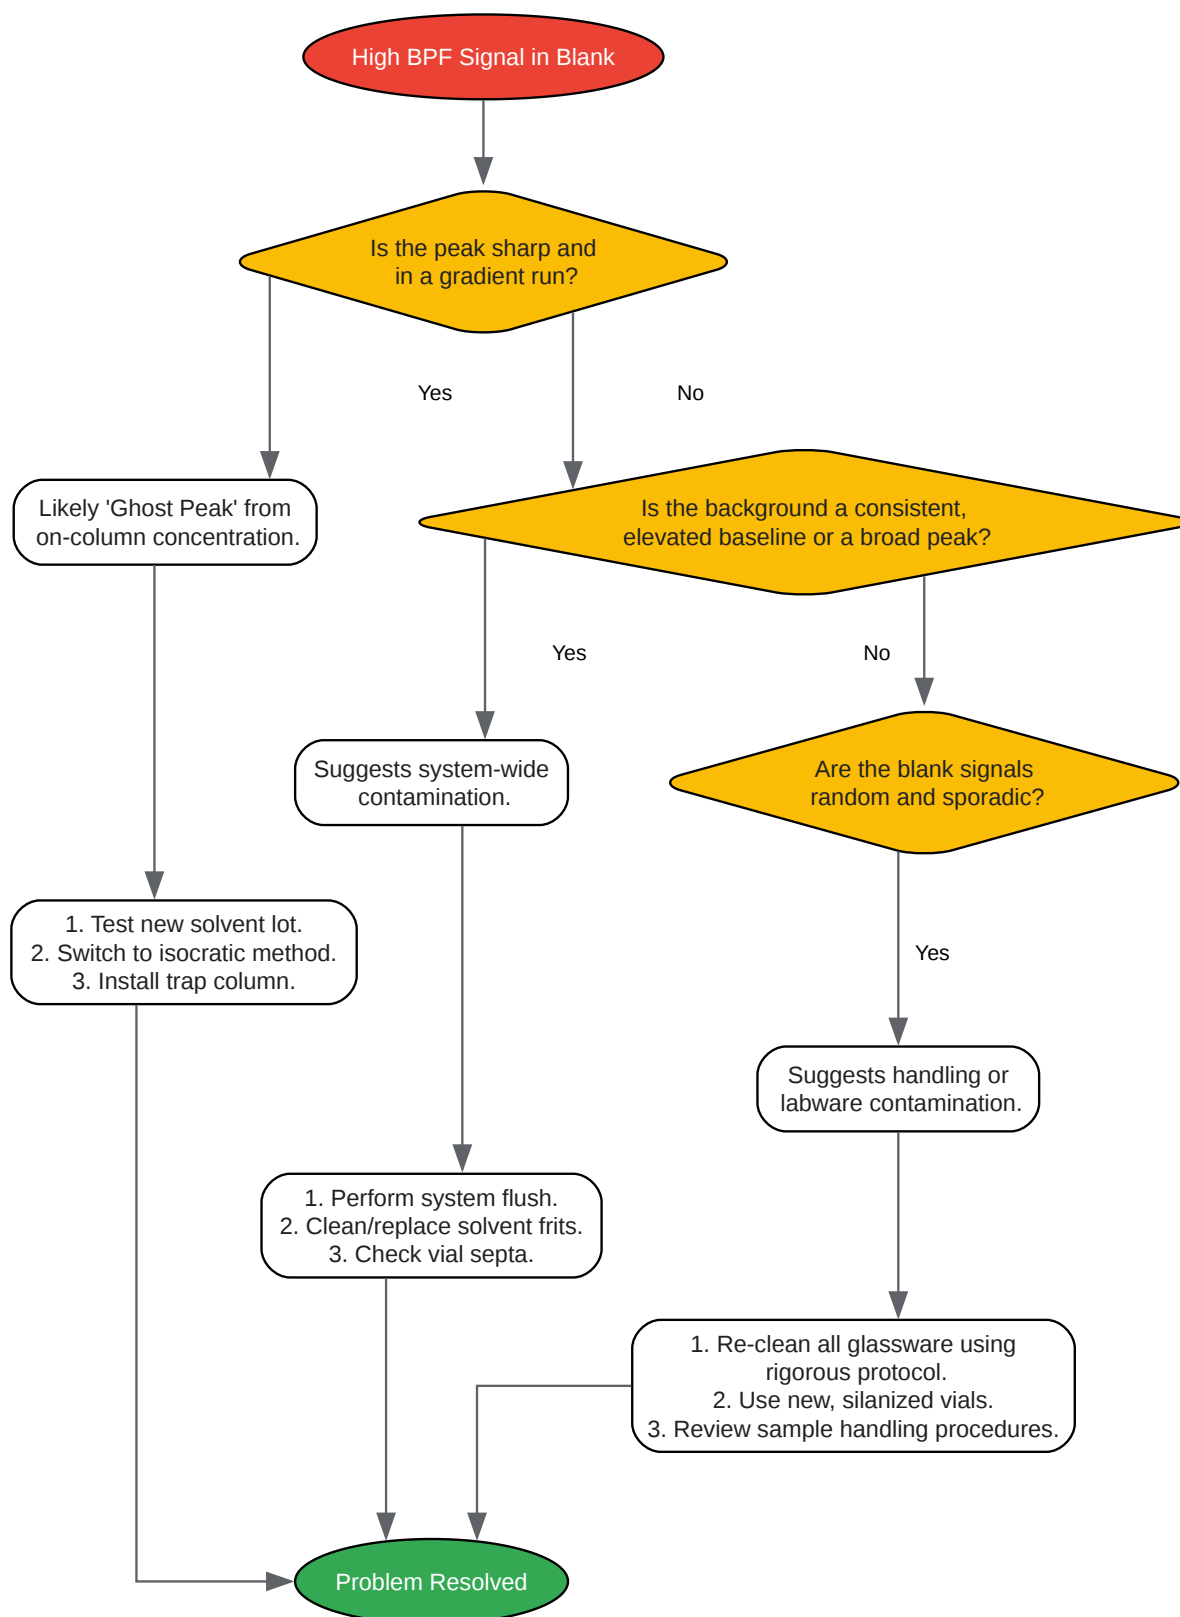 High BPF Signal in Blank
Is the peak sharp and
in a gradient run?
Yes
No
Likely 'Ghost Peak' from
on-column concentration.
Is the background a consistent,
elevated baseline or a broad peak?
Yes
No
Suggests system-wide
contamination.
Are the blank signals
random and sporadic?
1. Test new solvent lot.
2. Switch to isocratic method.
3. Install trap column.
Yes
Suggests handling or
labware contamination.
1. Perform system flush.
2. Clean/replace solvent frits.
3. Check vial septa.
1. Re-clean all glassware using
rigorous protocol.
2. Use new, silanized vials.
3. Review sample handling procedures.
Problem Resolved